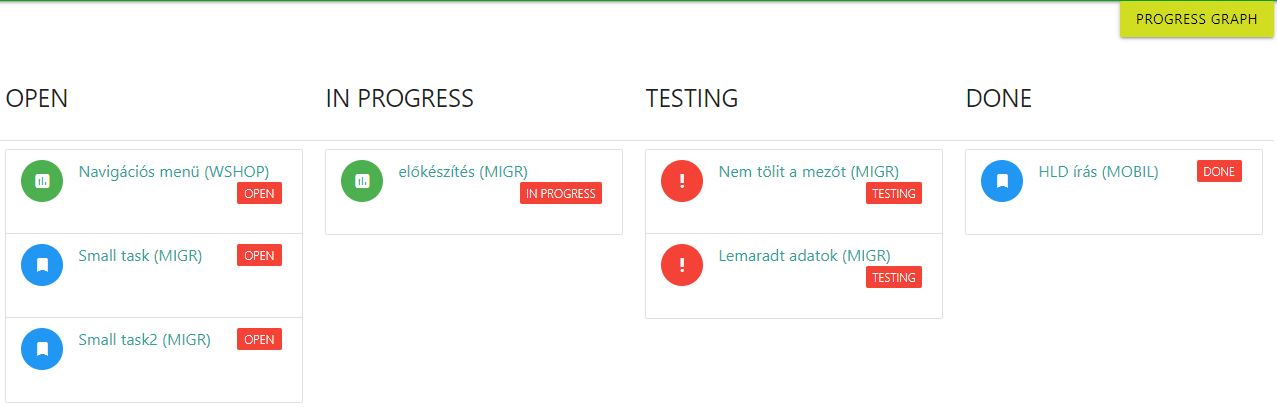 PROGRESS GRAPH
OPEN
Navigációs menü (WSHOP)
OPEN
Small task (MIGR)
OPEN
Small task2 (MIGR)
OPEN
IN PROGRESS
előkészítés (MIGR)
IN PROGRESS
TESTING
Nem tölit a mezőt (MIGR)
TESTING
Lemaradt adatok (MIGR)
TESTING
DONE
HLD írás (MOBIL)
DONE